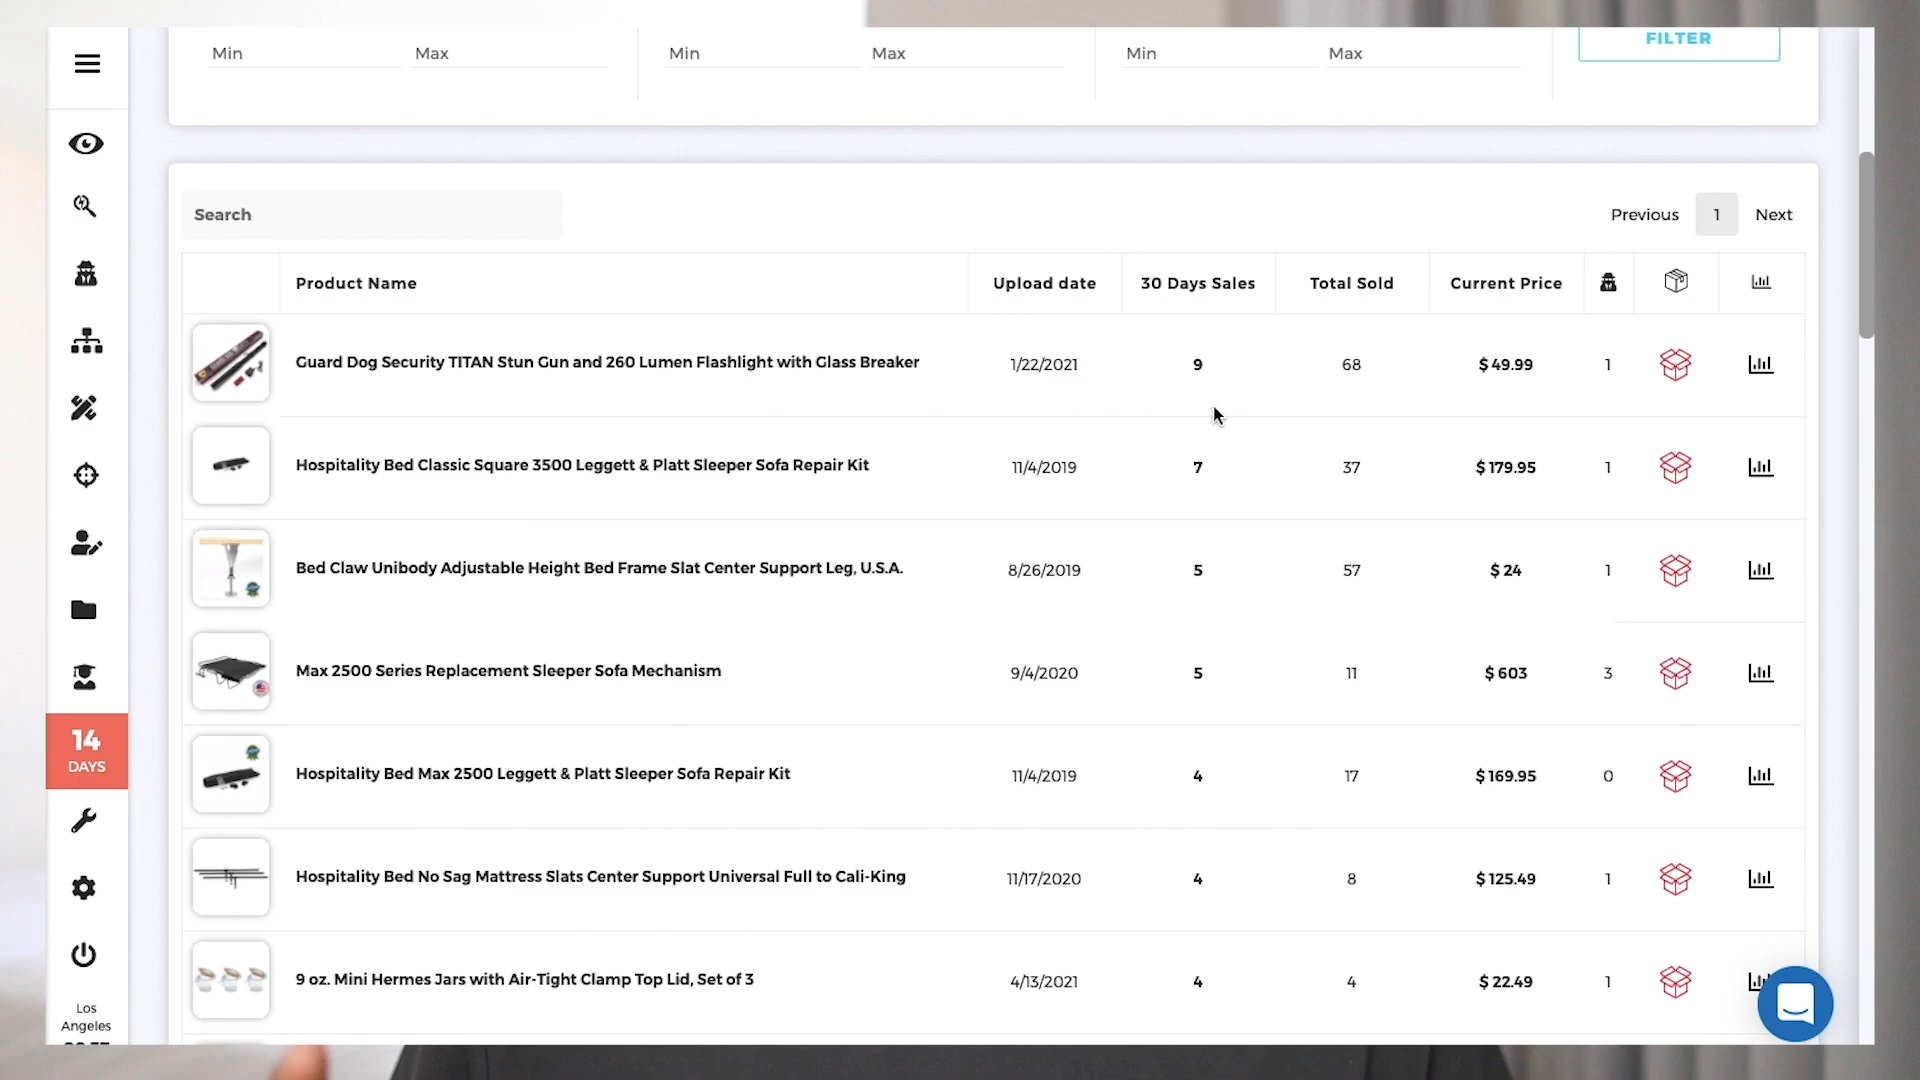 Min Max Min Max Min Max FILTER
Search Previous 1 Next
Product Name Upload date 30 Days Sales Total Sold Current Price
Guard Dog Security TITAN Stun Gun and 260 Lumen Flashlight with Glass Breaker 1/22/2021 9 68 $ 49.99 1
Hospitality Bed Classic Square 3500 Leggett & Platt Sleeper Sofa Repair Kit 11/4/2019 7 37 $ 179.95 1
Bed Claw Unibody Adjustable Height Bed Frame Slat Center Support Leg, U.S.A. 8/26/2019 5 57 $ 24 1
Max 2500 Series Replacement Sleeper Sofa Mechanism 9/4/2020 5 11 $ 603 3
Hospitality Bed Max 2500 Leggett & Platt Sleeper Sofa Repair Kit 11/4/2019 4 17 $ 169.95 0
Hospitality Bed No Sag Mattress Slats Center Support Universal Full to Cali-King 11/17/2020 4 8 $ 125.49 1
9 oz. Mini Hermes Jars with Air-Tight Clamp Top Lid, Set of 3 4/13/2021 4 4 $ 22.49 1
14
DAYS
Los
Angeles